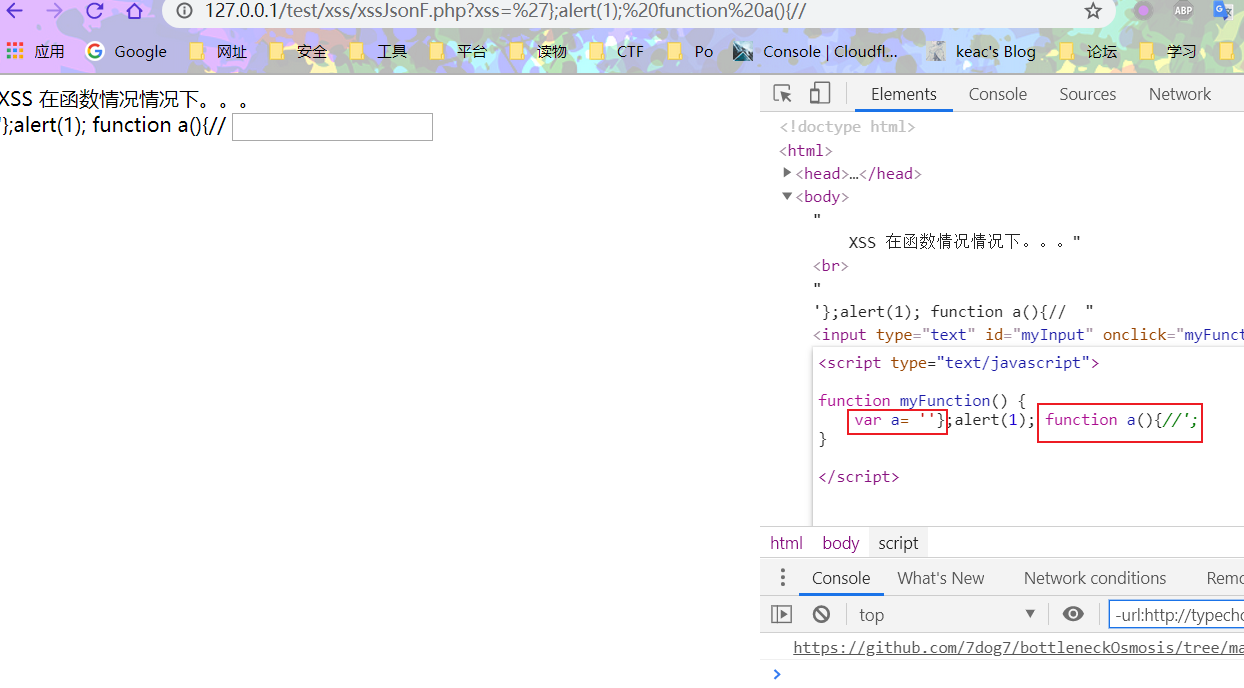 127.0.0.1/test/xss/xssJsonF.php?xss=%27};alert(1);%20function%20a(){//
ABP
应用 Google 网址 安全 工具 平台 读物 CTF Po Console | Cloudfl... keac's Blog 论坛 学习
XSS 在函数情况情况下。。。
'};alert(1); function a(){//
Elements Console Sources Network
<!doctype html>
<html>
<head>…</head>
<body>
"
XSS 在函数情况情况下。。。"
<br>
"
'};alert(1); function a(){// "
<input type="text" id="myInput" onclick="myFunct
<script type="text/javascript">
function myFunction() {
var a= ''};alert(1); function a(){//';
}
</script>
html body script
Console What's New Network conditions Remo
top -url:http://typecho
https://github.com/7dog7/bottleneckOsmosis/tree/ma